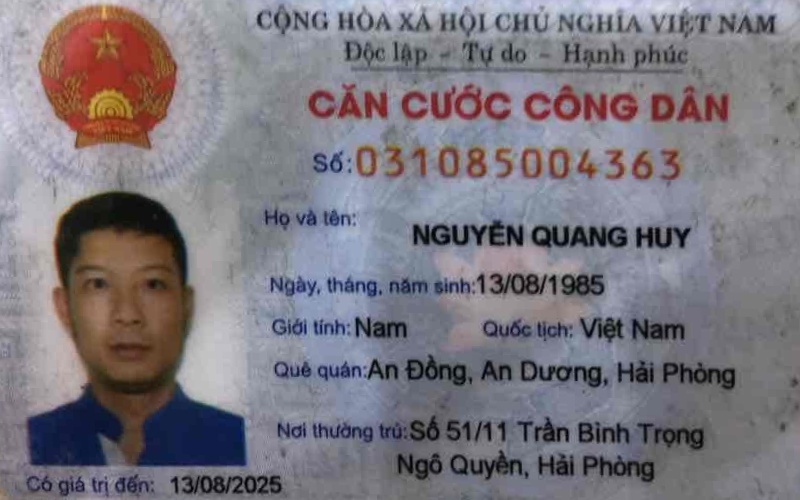 CỘNG HÒA XÃ HỘI CHỦ NGHĨA VIỆT NAM
Độc lập - Tự do - Hạnh phúc
CĂN CƯỚC CÔNG DÂN
Số: 031085004363
Họ và tên:
NGUYỄN QUANG HUY
Ngày, tháng, năm sinh: 13/08/1985
Giới tính: Nam Quốc tịch: Việt Nam
Quê quán: An Đồng, An Dương, Hải Phòng
Nơi thường trú: Số 51/11 Trần Bình Trọng
Ngô Quyền, Hải Phòng
Có giá trị đến: 13/08/2025